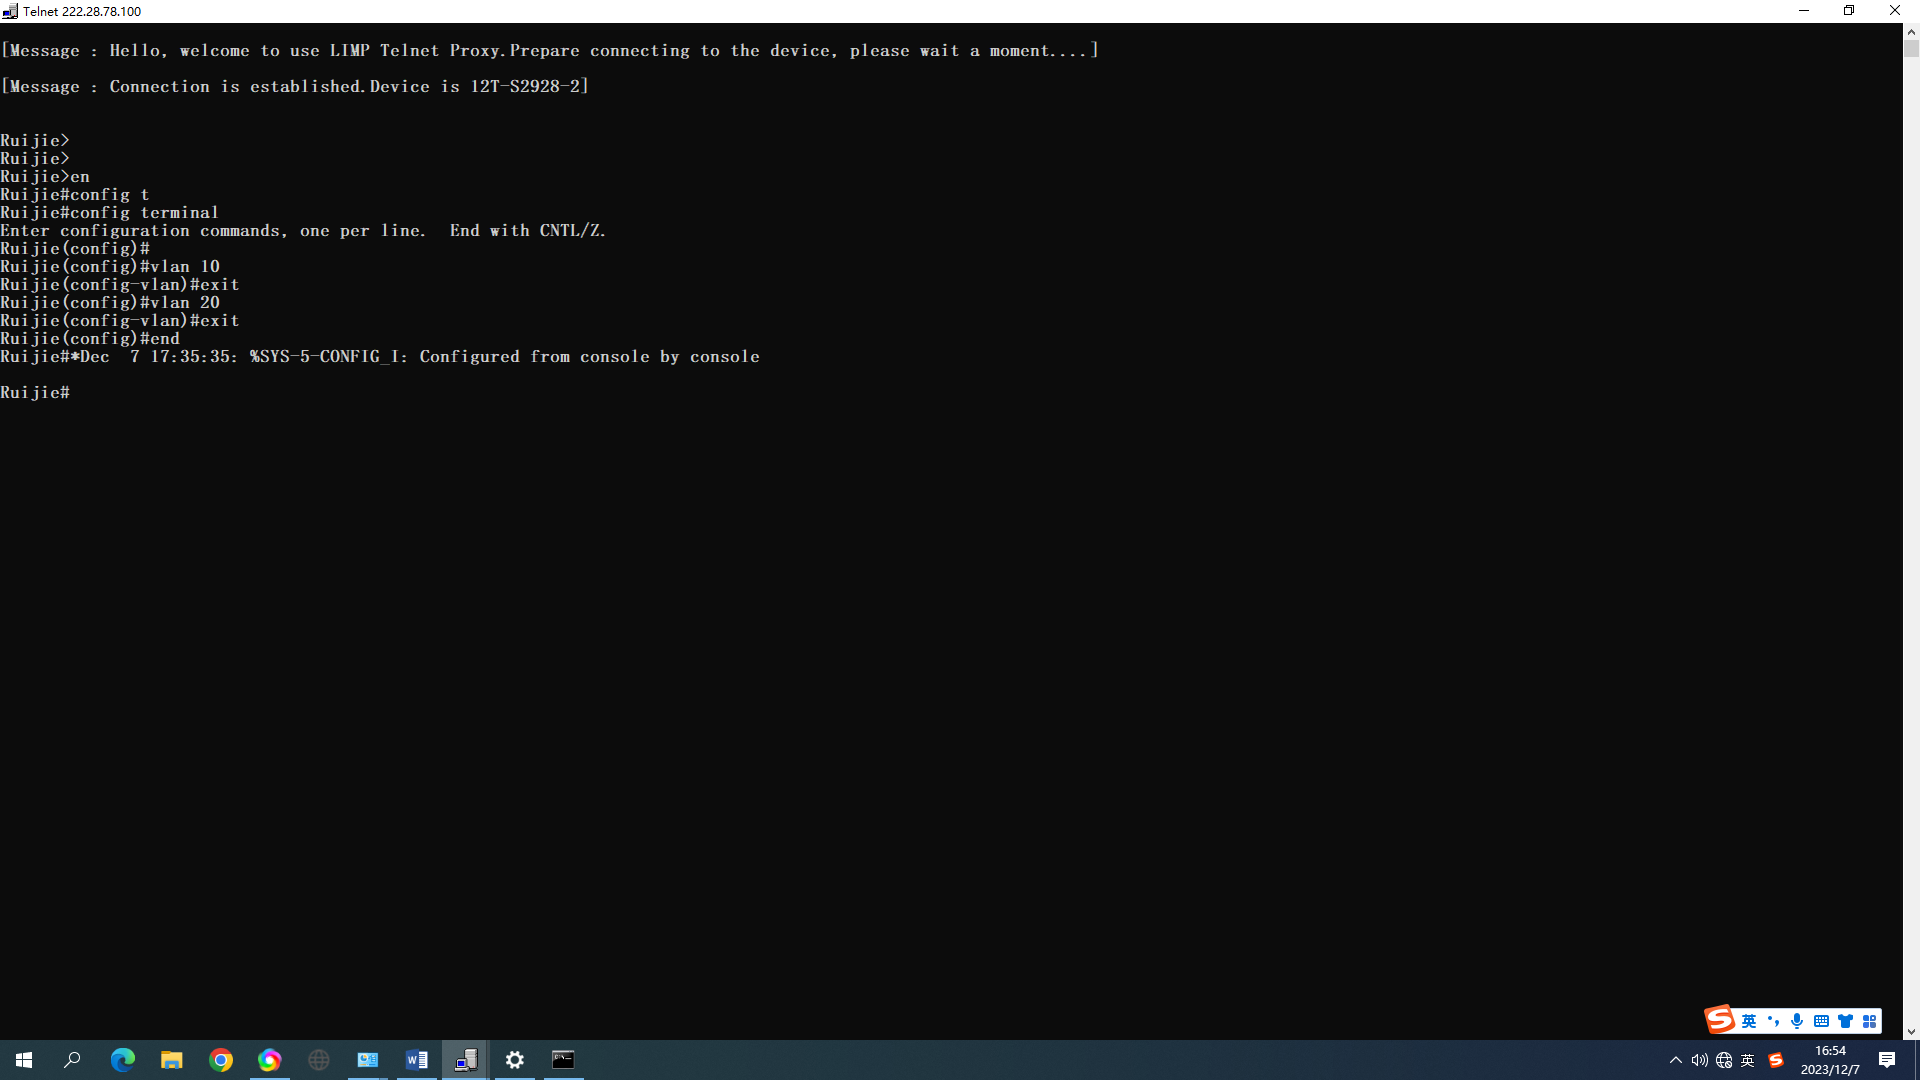 Telnet 222.28.78.100
[Message : Hello, welcome to use LIMP Telnet Proxy.Prepare connecting to the device, please wait a moment....]
[Message : Connection is established.Device is 12T-S2928-2]
Ruijie>
Ruijie>
Ruijie>en
Ruijie#config t
Ruijie#config terminal
Enter configuration commands, one per line.  End with CNTL/Z.
Ruijie(config)#
Ruijie(config)#vlan 10
Ruijie(config-vlan)#exit
Ruijie(config)#vlan 20
Ruijie(config-vlan)#exit
Ruijie(config)#end
Ruijie#*Dec  7 17:35:35: %SYS-5-CONFIG_I: Configured from console by console
Ruijie#
英
英
16:54
2023/12/7